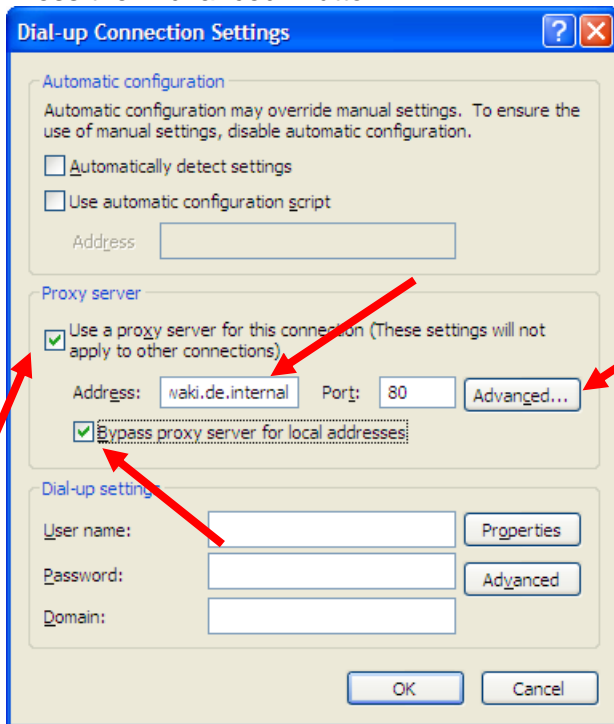 Dial-up Connection Settings
Automatic configuration
Automatic configuration may override manual settings. To ensure the
use of manual settings, disable automatic configuration.
Automatically detect settings
Use automatic configuration script
Address
Proxy server
Use a proxy server for this connection (These settings will not
apply to other connections)
Address: waki.de.internal Port: 80 Advanced...
Bypass proxy server for local addresses
Dial-up settings
User name: Properties
Password: Advanced
Domain:
OK Cancel